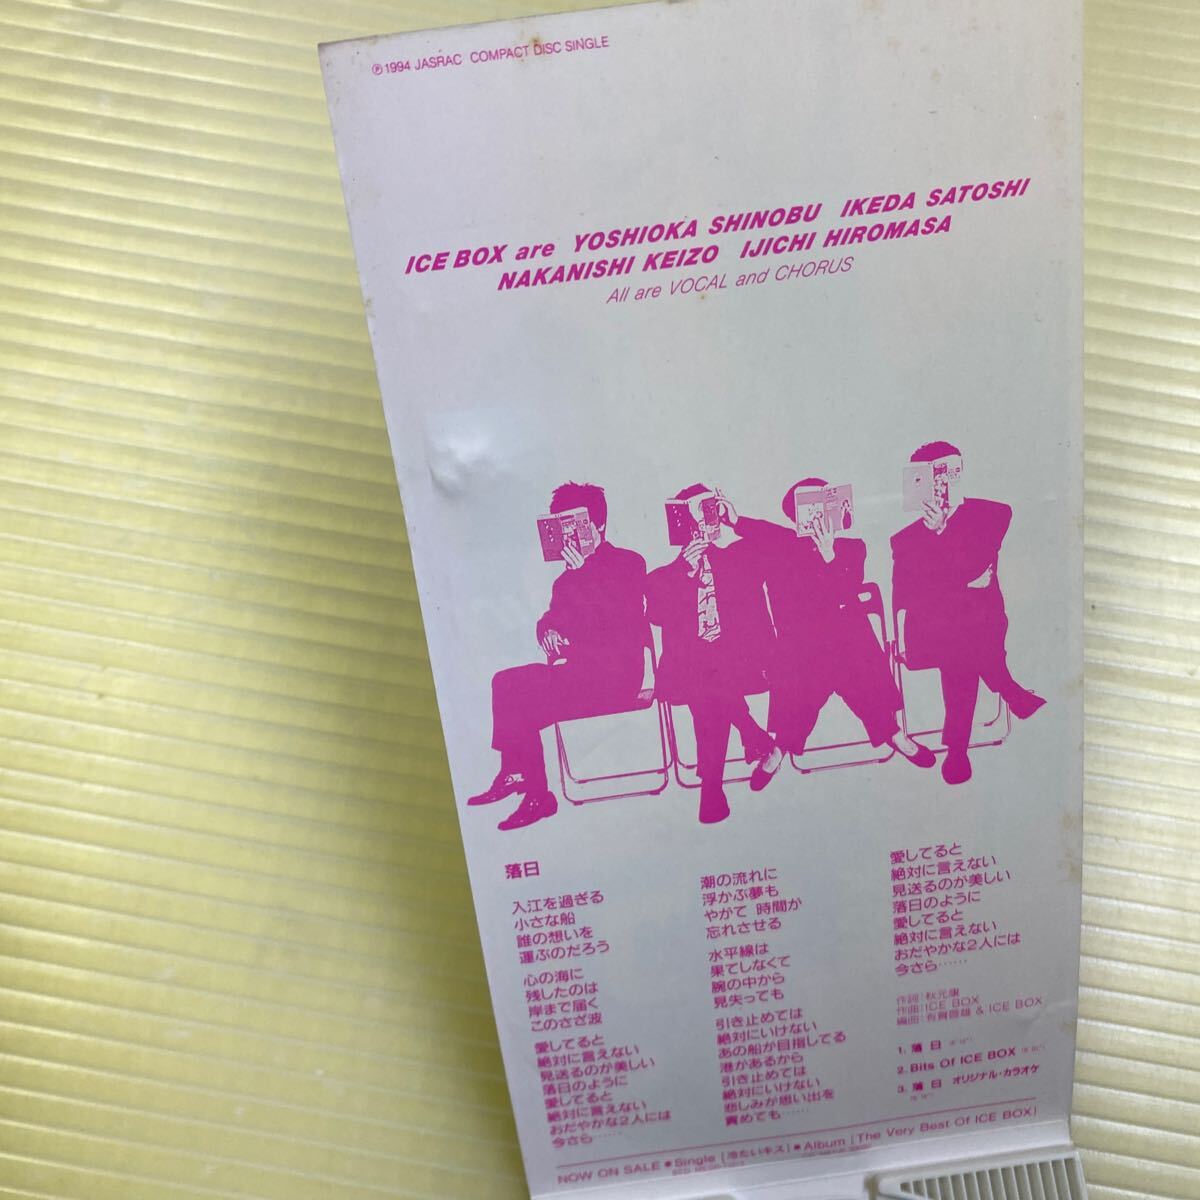 ℗1994 JASRAC COMPACT DISC SINGLE
ICE BOX are YOSHIOKA SHINOBU IKEDA SATOSHI
NAKANISHI KEIZO IJICHI HIROMASA
All are VOCAL and CHORUS
落日
入江を過ぎる
小さな船
誰の想いを
運ぶのだろう
心の海に
残したのは
岸まで届く
このさざ波
愛してると
絶対に言えない
見送るのが美しい
落日のように
愛してると
絶対に言えない
おだやかな2人には
今さら……
潮の流れに
浮かぶ夢も
やがて 時間が
忘れさせる
水平線は
果てしなくて
腕の中から
見失っても
引き止めては
絶対にいけない
あの船が目指してる
港があるから
引き止めては
絶対にいけない
悲しみが思い出を
責めても……
愛してると
絶対に言えない
見送るのが美しい
落日のように
愛してると
絶対に言えない
おだやかな2人には
今さら……
作詞:秋元康
作曲:ICE BOX
編曲:有賀啓雄 & ICE BOX
1. 落日
2. Bits Of ICE BOX
3. 落日 オリジナル・カラオケ
NOW ON SALE ● Single [冷たいキス] ● Album [The Very Best Of ICE BOX]